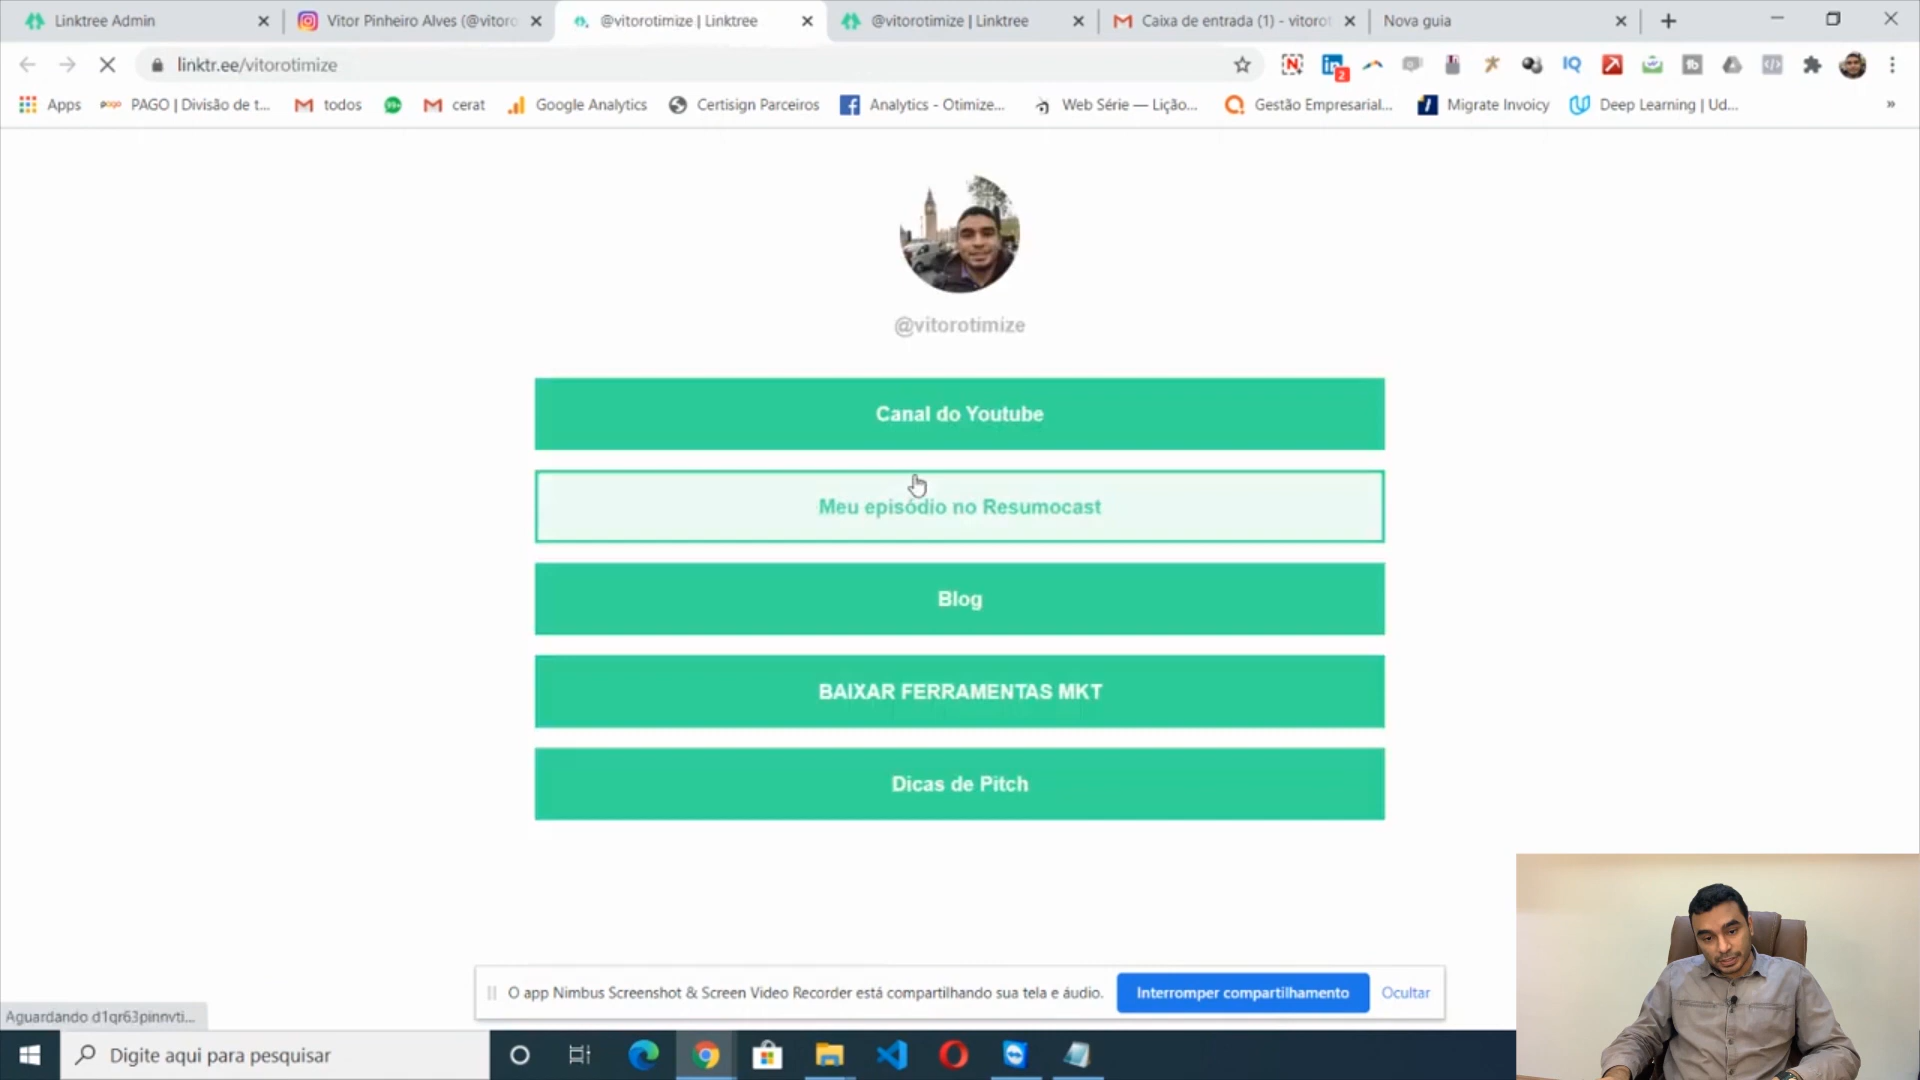 Linktree Admin
Vitor Pinheiro Alves (@vitoro
@vitorotimize | Linktree
@vitorotimize | Linktree
Caixa de entrada (1) - vitorot
Nova guia
linktr.ee/vitorotimize
2
IQ
Apps
PAGO | Divisão de t...
todos
cerat
Google Analytics
Certisign Parceiros
Analytics - Otimize...
Web Série — Lição...
Gestão Empresarial...
Migrate Invoicy
Deep Learning | Ud...
@vitorotimize
Canal do Youtube
Meu episódio no Resumocast
Blog
BAIXAR FERRAMENTAS MKT
Dicas de Pitch
O app Nimbus Screenshot & Screen Video Recorder está compartilhando sua tela e áudio.
Interromper compartilhamento
Ocultar
Aguardando d1qr63pinnvti...
Digite aqui para pesquisar